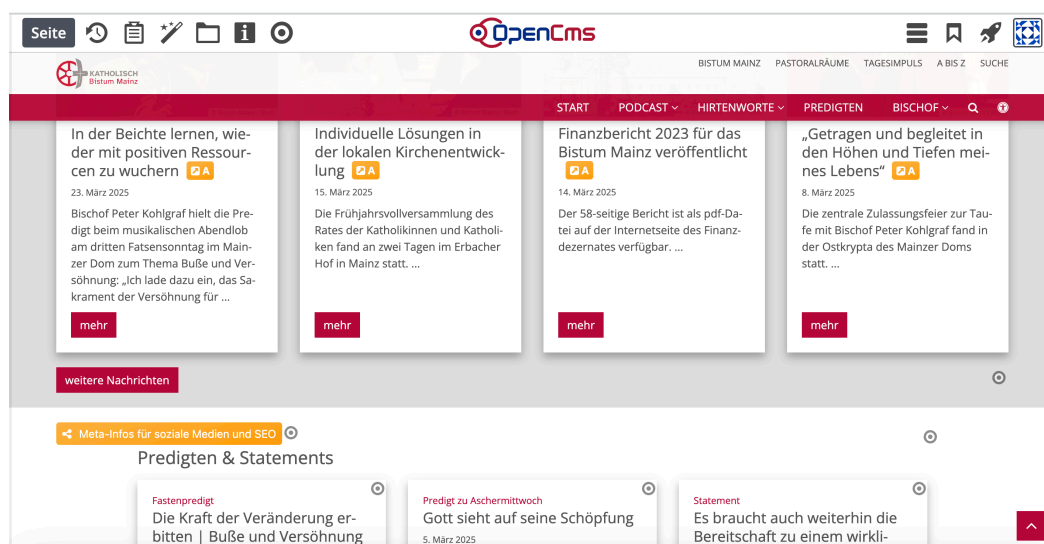 Seite
OpenCms
KATHOLISCH
Bistum Mainz
BISTUM MAINZ PASTORALRÄUME TAGESIMPULS A BIS Z SUCHE
START PODCAST HIRTENWORTE PREDIGTEN BISCHOF
In der Beichte lernen, wie-
der mit positiven Ressour-
cen zu wuchern A
23. März 2025
Bischof Peter Kohlgraf hielt die Pre-
digt beim musikalischen Abendlob
am dritten Fatsensonntag im Main-
zer Dom zum Thema Buße und Ver-
söhnung: „Ich lade dazu ein, das Sa-
krament der Versöhnung für ...
mehr
Individuelle Lösungen in
der lokalen Kirchenentwick-
lung A
15. März 2025
Die Frühjahrsvollversammlung des
Rates der Katholikinnen und Katholi-
ken fand an zwei Tagen im Erbacher
Hof in Mainz statt. ...
mehr
Finanzbericht 2023 für das
Bistum Mainz veröffentlicht
A
14. März 2025
Der 58-seitige Bericht ist als pdf-Da-
tei auf der Internetseite des Finanz-
dezernates verfügbar. ...
mehr
„Getragen und begleitet in
den Höhen und Tiefen mei-
nes Lebens“ A
8. März 2025
Die zentrale Zulassungsfeier zur Tau-
fe mit Bischof Peter Kohlgraf fand in
der Ostkrypta des Mainzer Doms
statt. ...
mehr
weitere Nachrichten
Meta-Infos für soziale Medien und SEO
Predigten & Statements
Fastenpredigt
Die Kraft der Veränderung er-
bitten | Buße und Versöhnung
Predigt zu Aschermittwoch
Gott sieht auf seine Schöpfung
5. März 2025
Statement
Es braucht auch weiterhin die
Bereitschaft zu einem wirkli-